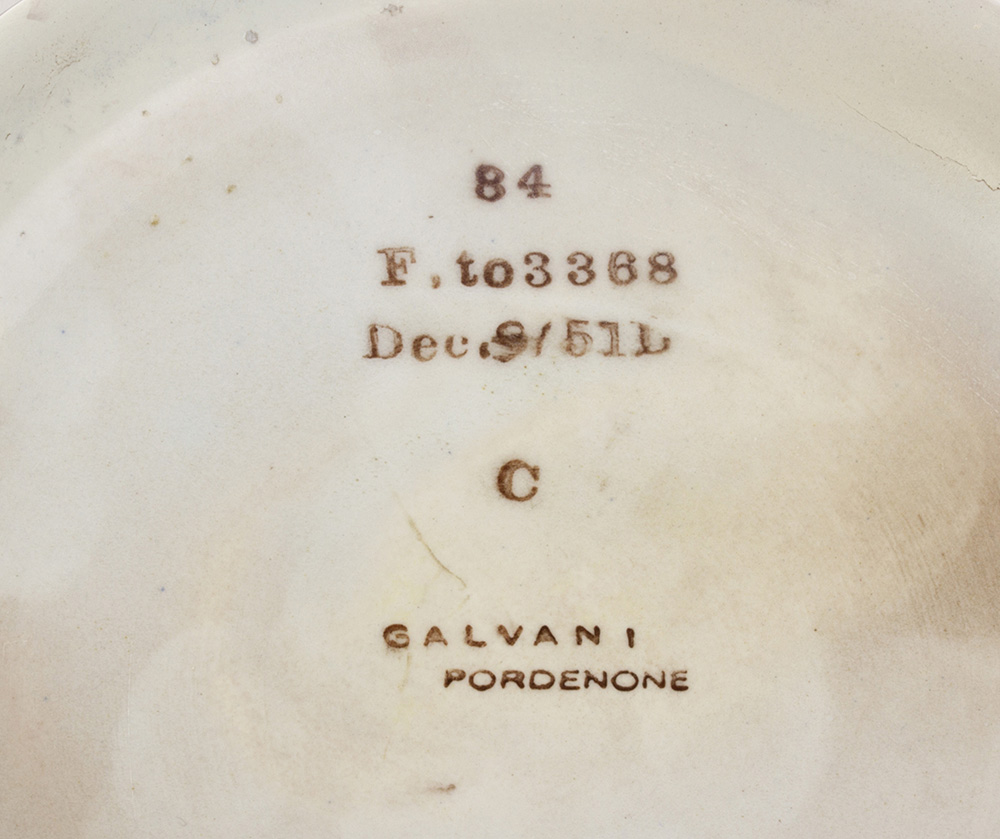 84
F.to3368
Dec.9/51L
C
GALVANI
PORDENONE